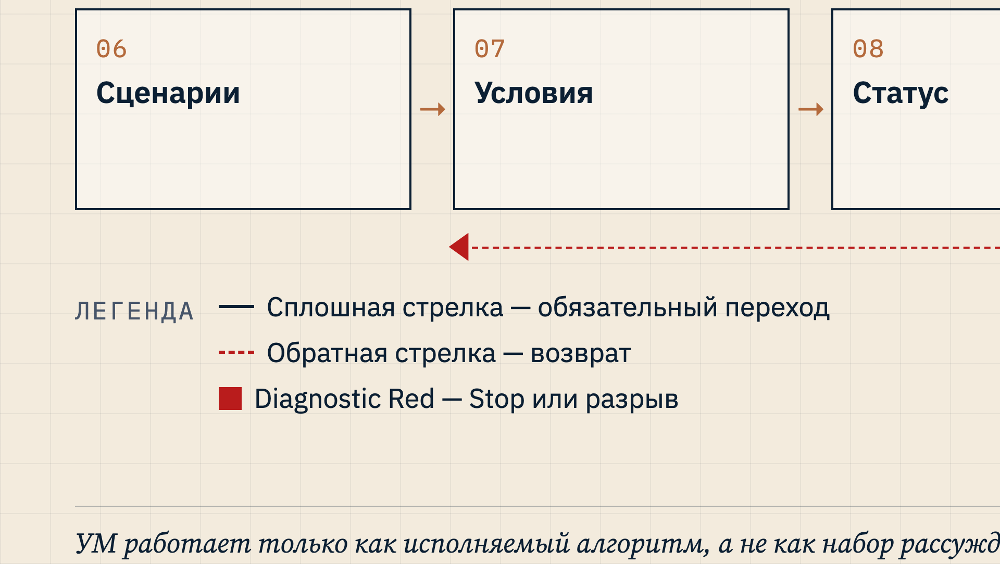 06
Сценарии
→
07
Условия
→
08
Статус
ЛЕГЕНДА
Сплошная стрелка — обязательный переход
Обратная стрелка — возврат
Diagnostic Red — Stop или разрыв
УМ работает только как исполняемый алгоритм, а не как набор